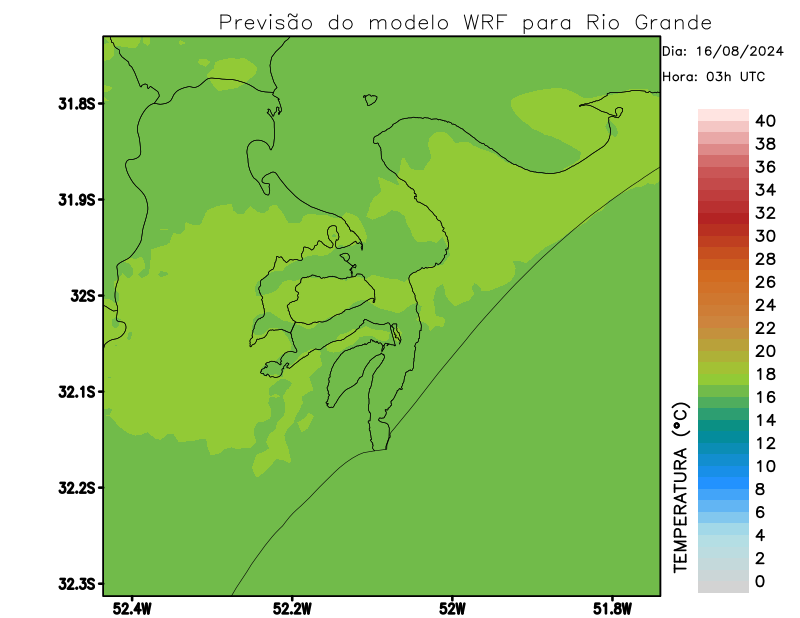 Previsão do modelo WRF para Rio Grande
Dia: 16/08/2024
Hora: 03h UTC
31.8S
31.9S
32S
32.1S
32.2S
32.3S
52.4W
52.2W
52W
51.8W
TEMPERATURA (°C)
40
38
36
34
32
30
28
26
24
22
20
18
16
14
12
10
8
6
4
2
0